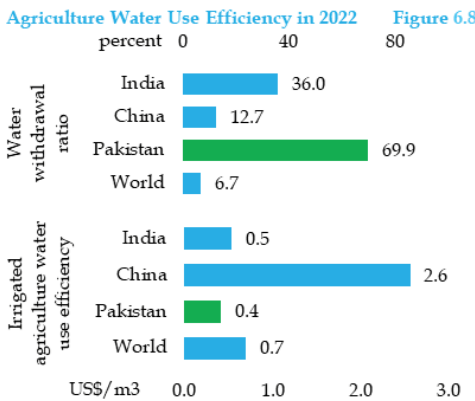 Agriculture Water Use Efficiency in 2022 Figure 6.8
percent 0 40 80
Water withdrawal ratio
India 36.0
China 12.7
Pakistan 69.9
World 6.7
Irrigated agriculture water use efficiency
India 0.5
China 2.6
Pakistan 0.4
World 0.7
US$/m3 0.0 1.0 2.0 3.0